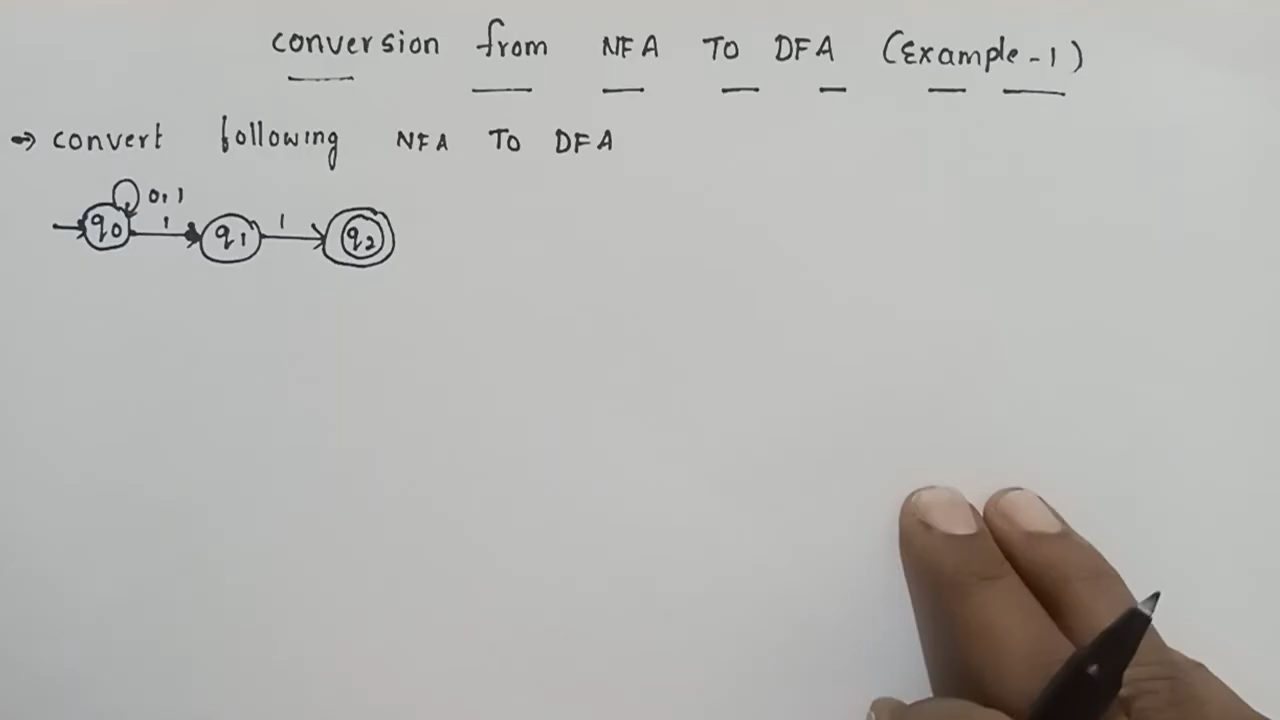 conversion from NFA TO DFA (Example-1)
→ convert following NFA TO DFA
0,1
q0 1 q1 1 q2